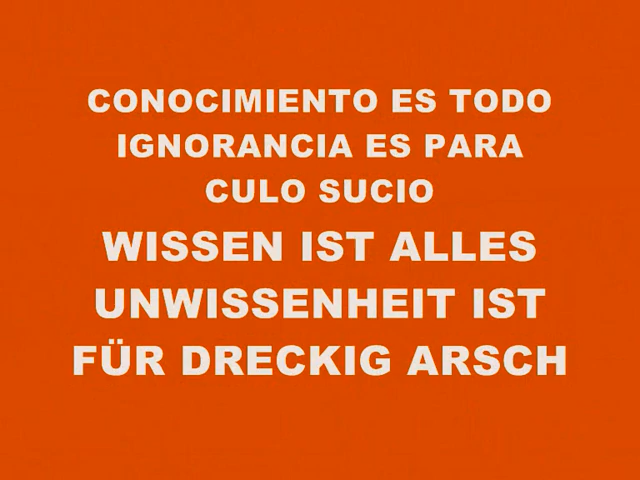 CONOCIMIENTO ES TODO
IGNORANCIA ES PARA
CULO SUCIO
WISSEN IST ALLES
UNWISSENHEIT IST
FÜR DRECKIG ARSCH